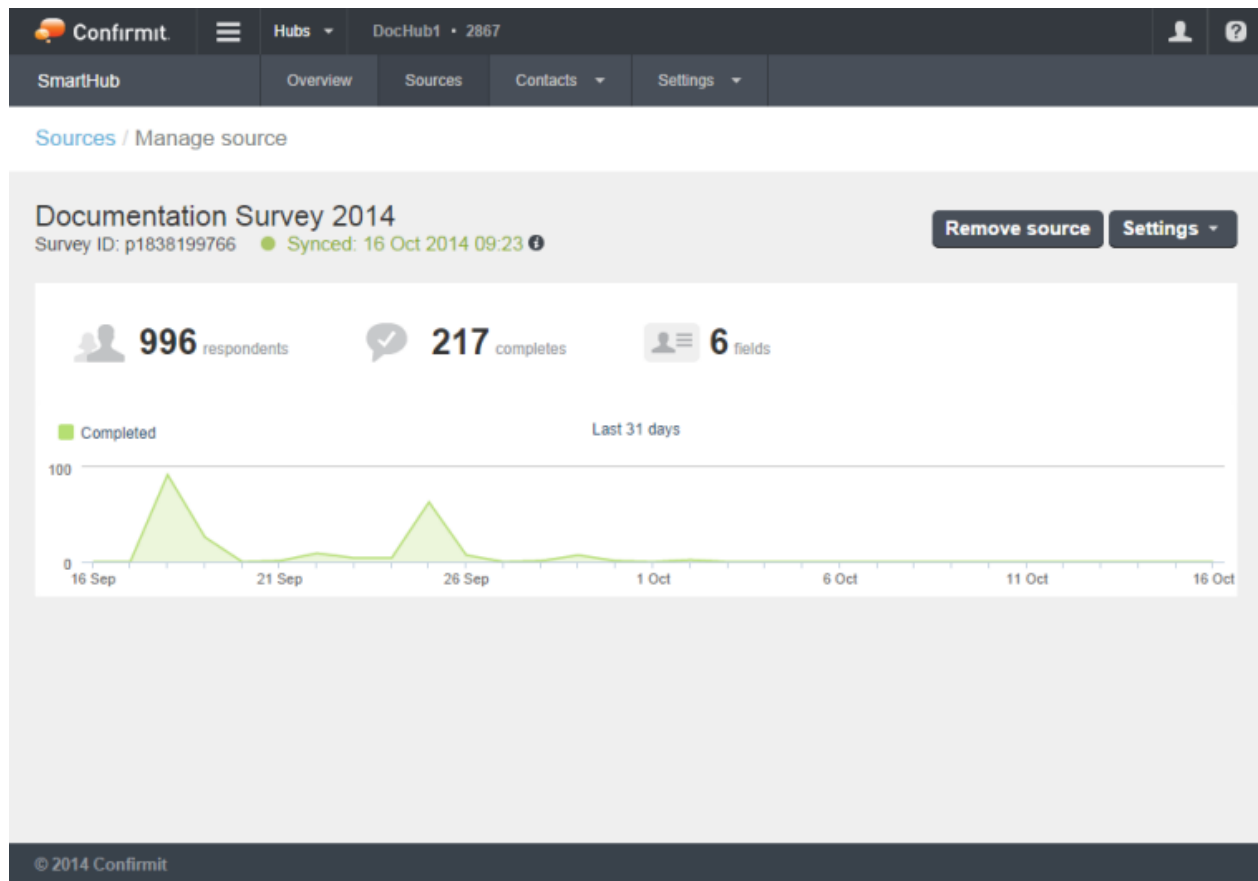 Confirmit. Hubs DocHub1 • 2867
SmartHub Overview Sources Contacts Settings
Sources / Manage source
Documentation Survey 2014
Survey ID: p1838199766 Synced: 16 Oct 2014 09:23
Remove source Settings
996 respondents 217 completes 6 fields
Completed Last 31 days
100
0
16 Sep 21 Sep 26 Sep 1 Oct 6 Oct 11 Oct 16 Oct
© 2014 Confirmit